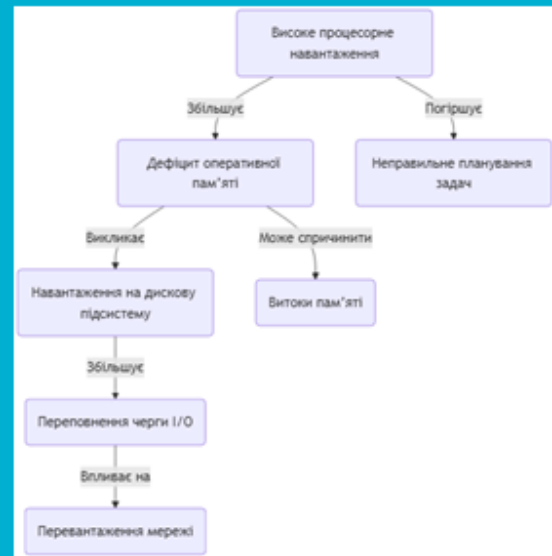 Високе процесорне
навантаження
Збільшує
Погіршує
Дефіцит оперативної
пам"яті
Неправильне планування
задач
Викликає
Може спричинити
Навантаження на дискову
підсистему
Витоки пам"яті
Збільшує
Переповнення черги I/O
Впливає на
Перевантаження мережі